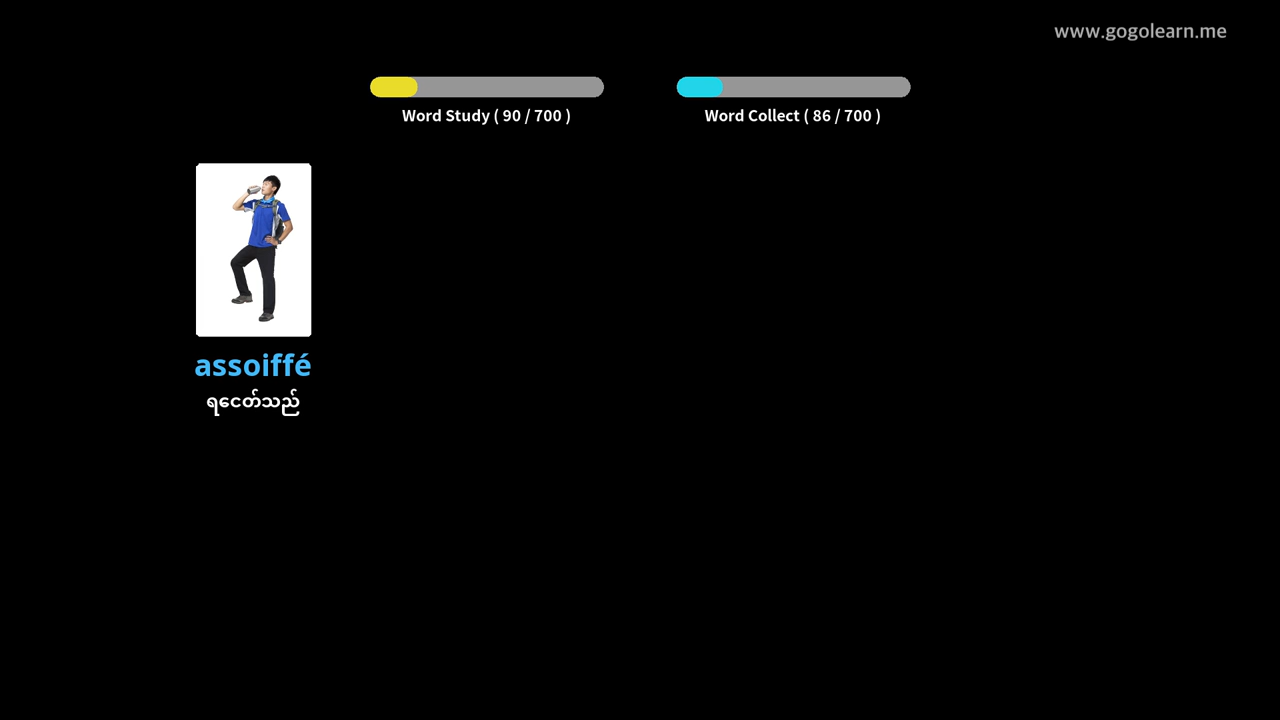 www.gogolearn.me
Word Study ( 90 / 700 )
Word Collect ( 86 / 700 )
assoiffé
ရငေတ်သည်